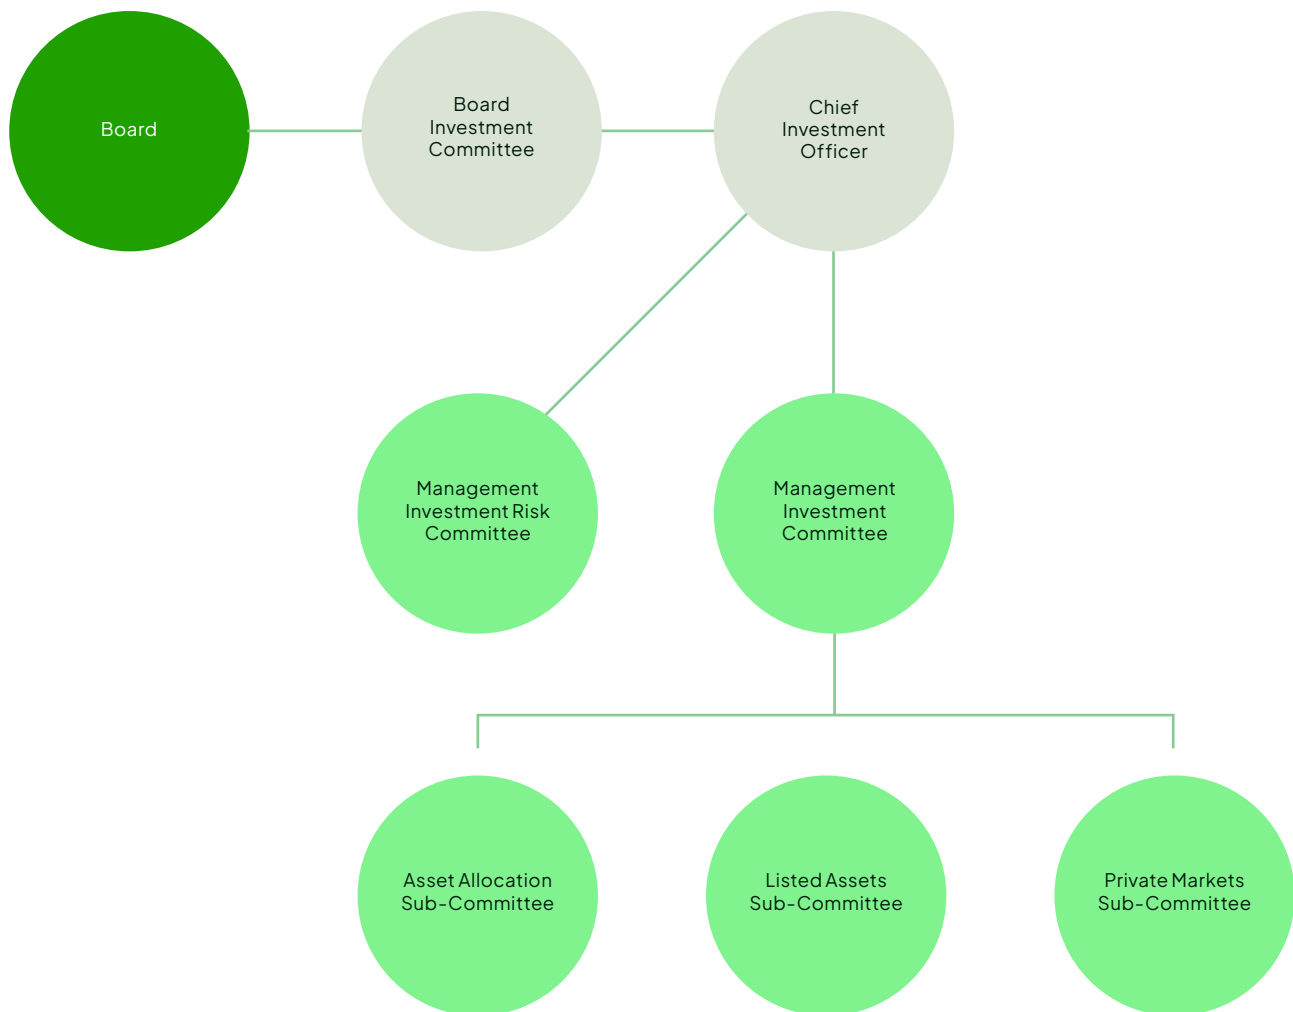 Board
Board
Investment
Committee
Chief
Investment
Officer
Management
Investment Risk
Committee
Management
Investment
Committee
Asset Allocation
Sub-Committee
Listed Assets
Sub-Committee
Private Markets
Sub-Committee